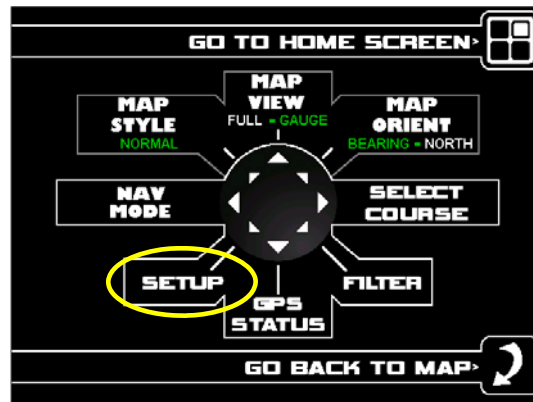 GO TO HOME SCREEN>
MAP
VIEW
FULL - GAUGE
MAP
STYLE
NORMAL
MAP
ORIENT
BEARING - NORTH
NAV
MODE
SELECT
COURSE
SETUP
FILTER
GPS
STATUS
GO BACK TO MAP>